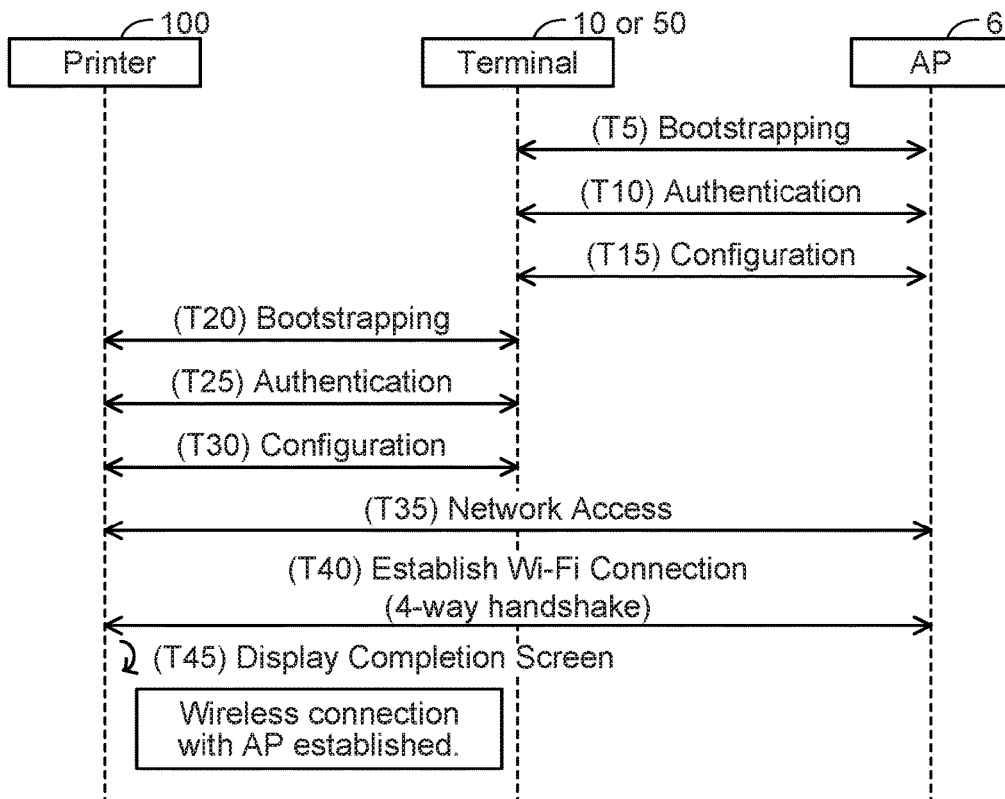 100
10 or 50
6
Printer
Terminal
AP
(T5) Bootstrapping
(T10) Authentication
(T15) Configuration
(T20) Bootstrapping
(T25) Authentication
(T30) Configuration
(T35) Network Access
(T40) Establish Wi-Fi Connection
(4-way handshake)
(T45) Display Completion Screen
Wireless connection
with AP established.